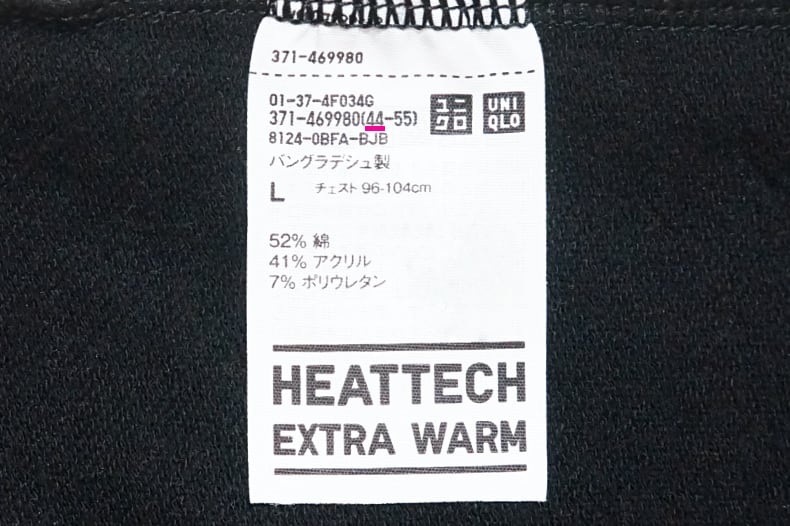 371-469980
01-37-4F034G
371-469980(44-55)
8124-0BFA-BJB
ユニクロ
UNIQLO
バングラデシュ製
L チェスト 96-104cm
52% 綿
41% アクリル
7% ポリウレタン
HEATTECH
EXTRA WARM